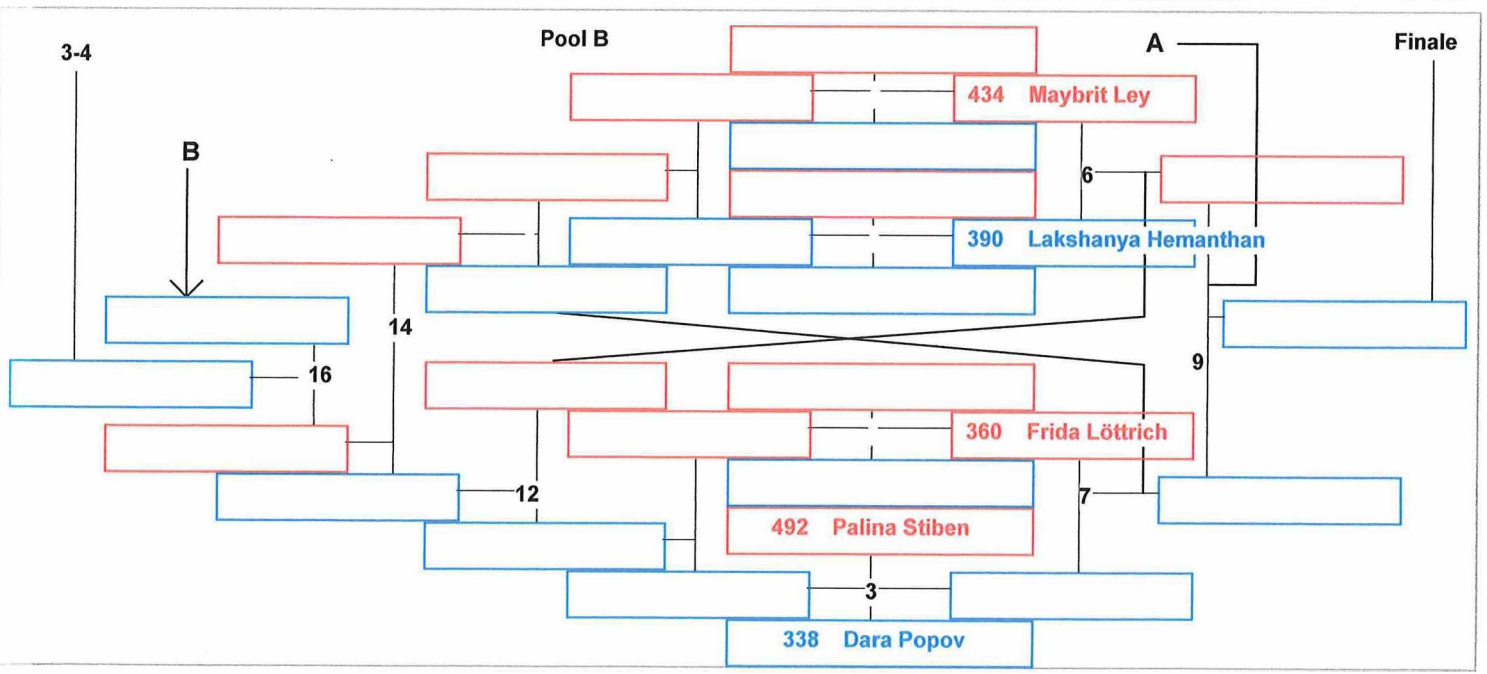 Pool B
A
Finale
3-4
434 Maybrit Ley
B
6
390 Lakshanya Hemanthan
14
9
16
360 Frida Löttrich
12
7
492 Palina Stiben
3
338 Dara Popov